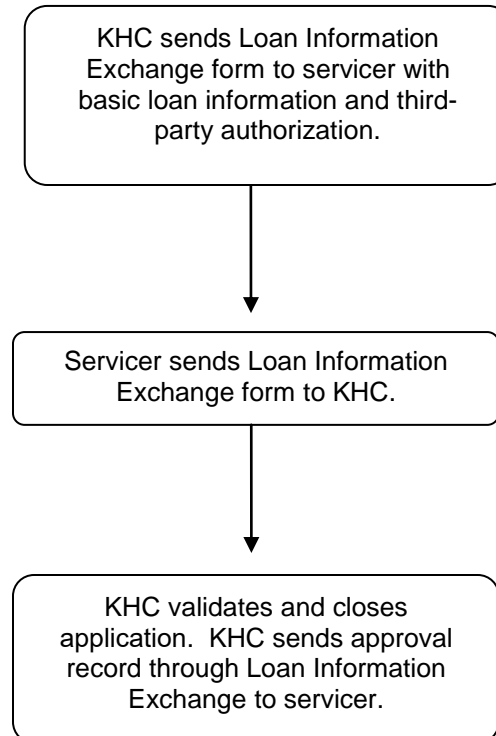 KHC sends Loan Information
Exchange form to servicer with
basic loan information and third-
party authorization.
Servicer sends Loan Information
Exchange form to KHC.
KHC validates and closes
application.  KHC sends approval
record through Loan Information
Exchange to servicer.